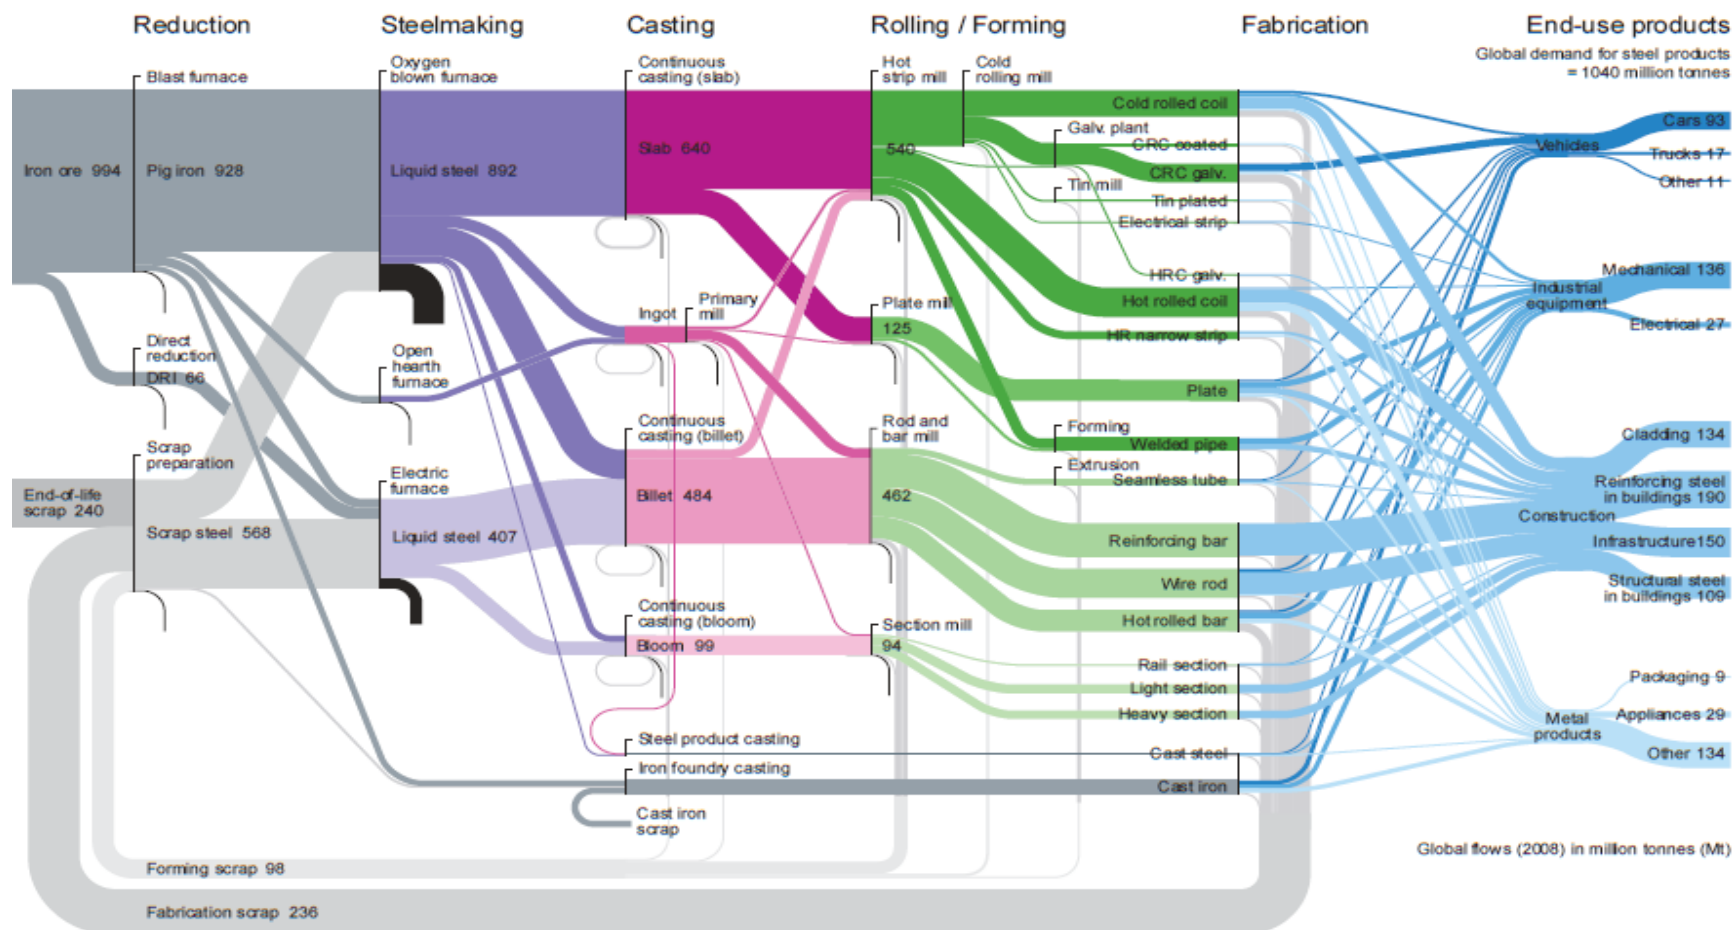 Reduction
Steelmaking
Casting
Rolling / Forming
Fabrication
End-use products
Global demand for steel products
= 1040 million tonnes
Blast furnace
Oxygen
blown furnace
Continuous
casting (slab)
Hot
strip mill
Cold
rolling mill
Iron ore 994
Pig iron 928
Liquid steel 892
Slab 640
540
Cold rolled coil
Galv. plant
CRC coated
CRC galv.
Tin mill
Tin plated
Electrical strip
Vehicles
Cars 93
Trucks 17
Other 11
HRC galv.
Hot rolled coil
HR narrow strip
Industrial
equipment
Mechanical 136
Electrical 27
Direct
reduction
DRI 66
Open
hearth
furnace
Ingot
Primary
mill
Plate mill
125
Plate
Scrap
preparation
Electric
furnace
Continuous
casting (billet)
Rod and
bar mill
Forming
Welded pipe
Extrusion
Seamless tube
End-of-life
scrap 240
Scrap steel 568
Liquid steel 407
Billet 484
462
Reinforcing bar
Wire rod
Hot rolled bar
Construction
Cladding 134
Reinforcing steel
in buildings 190
Infrastructure150
Structural steel
in buildings 109
Continuous
casting (bloom)
Bloom 99
Section mill
94
Rail section
Light section
Heavy section
Steel product casting
Cast steel
Iron foundry casting
Cast iron
Cast iron
scrap
Metal
products
Packaging 9
Appliances 29
Other 134
Forming scrap 98
Fabrication scrap 236
Global flows (2008) in million tonnes (Mt)